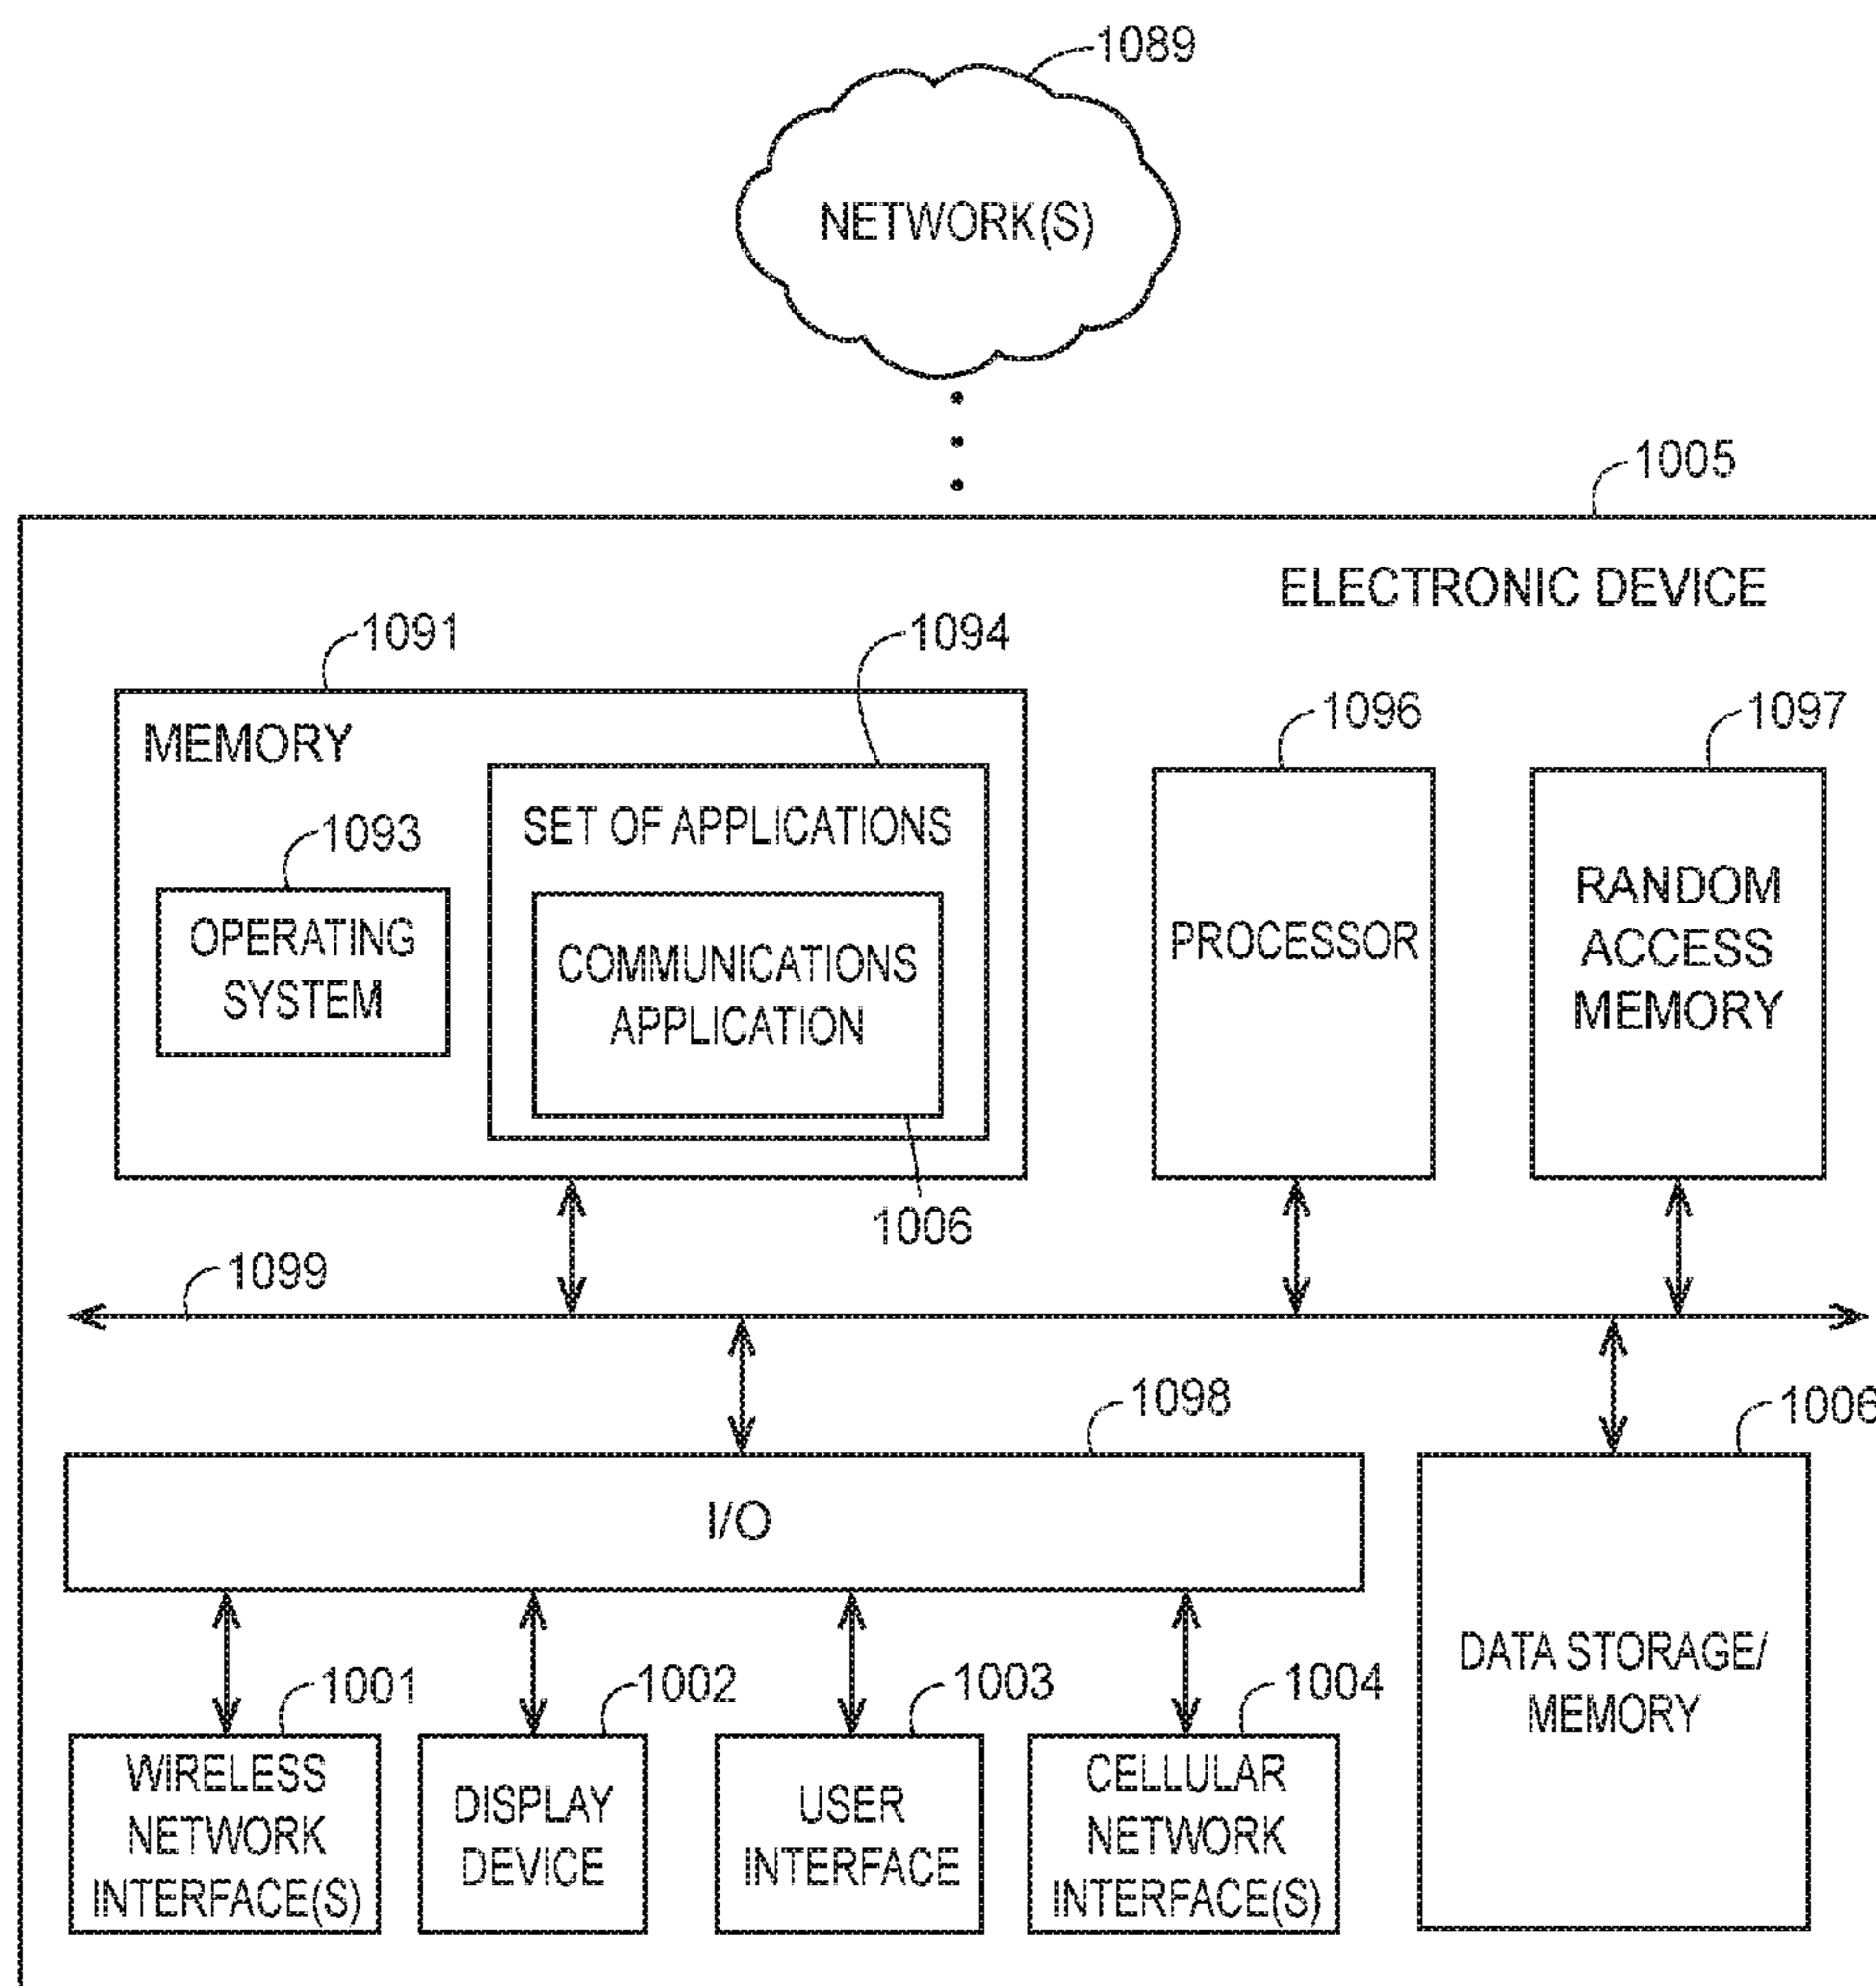 1089
NETWORK(S)
1005
ELECTRONIC DEVICE
1091
1094
MEMORY
1096
1097
SET OF APPLICATIONS
1093
OPERATING
SYSTEM
COMMUNICATIONS
APPLICATION
PROCESSOR
RANDOM
ACCESS
MEMORY
1006
1099
1098
1006
I/O
DATA STORAGE/
MEMORY
1001
1002
1003
1004
WIRELESS
NETWORK
INTERFACE(S)
DISPLAY
DEVICE
USER
INTERFACE
CELLULAR
NETWORK
INTERFACE(S)